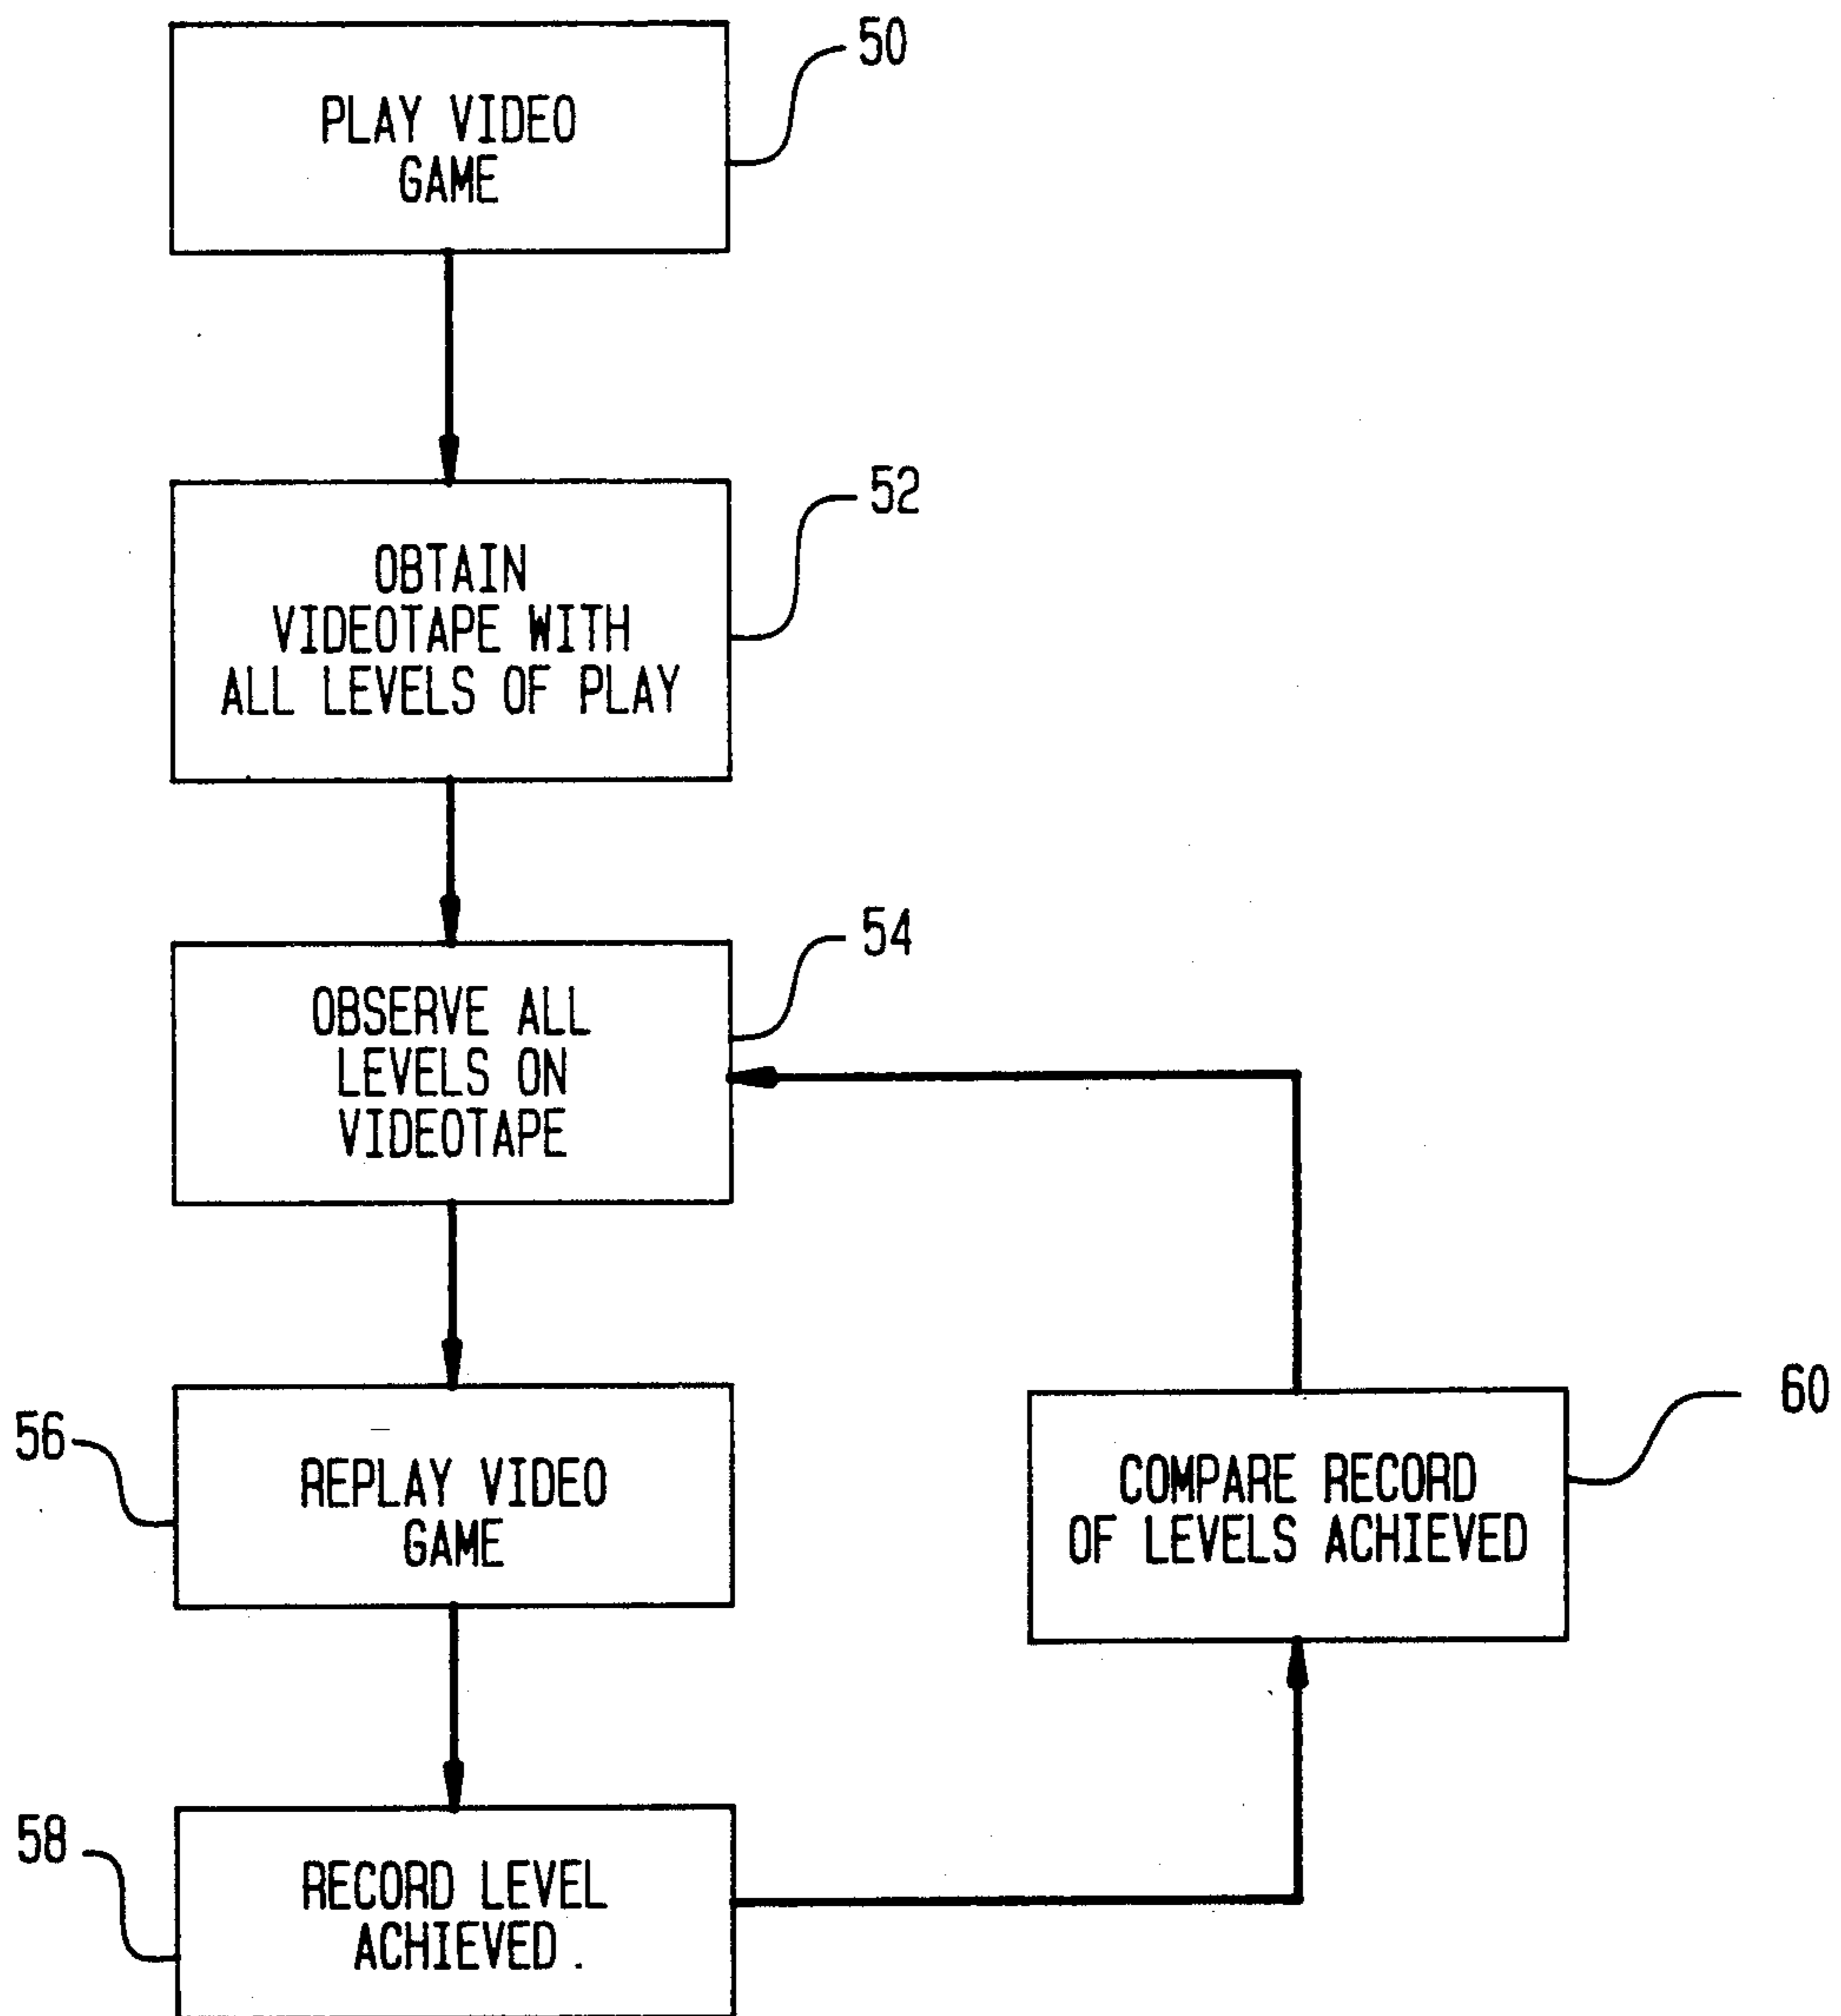 50
PLAY VIDEO
GAME
52
OBTAIN
VIDEOTAPE WITH
ALL LEVELS OF PLAY
54
OBSERVE ALL
LEVELS ON
VIDEOTAPE
56
REPLAY VIDEO
GAME
60
COMPARE RECORD
OF LEVELS ACHIEVED
58
RECORD LEVEL
ACHIEVED.